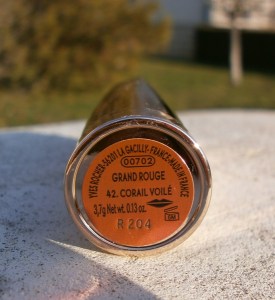 YVES ROCHER-56201 LA GACILLY-FRANCE-MADE IN FRANCE
00702
GRAND ROUGE
42. CORAIL VOILÉ
3,7g Net wt. 0.13 oz.
R 204